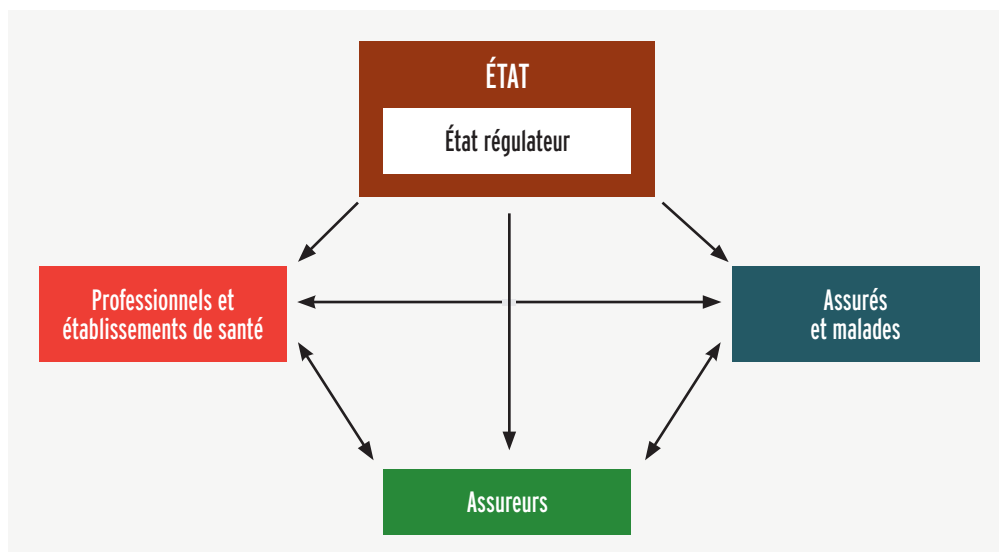 ÉTAT
État régulateur
Professionnels et
établissements de santé
Assurés
et malades
Assureurs